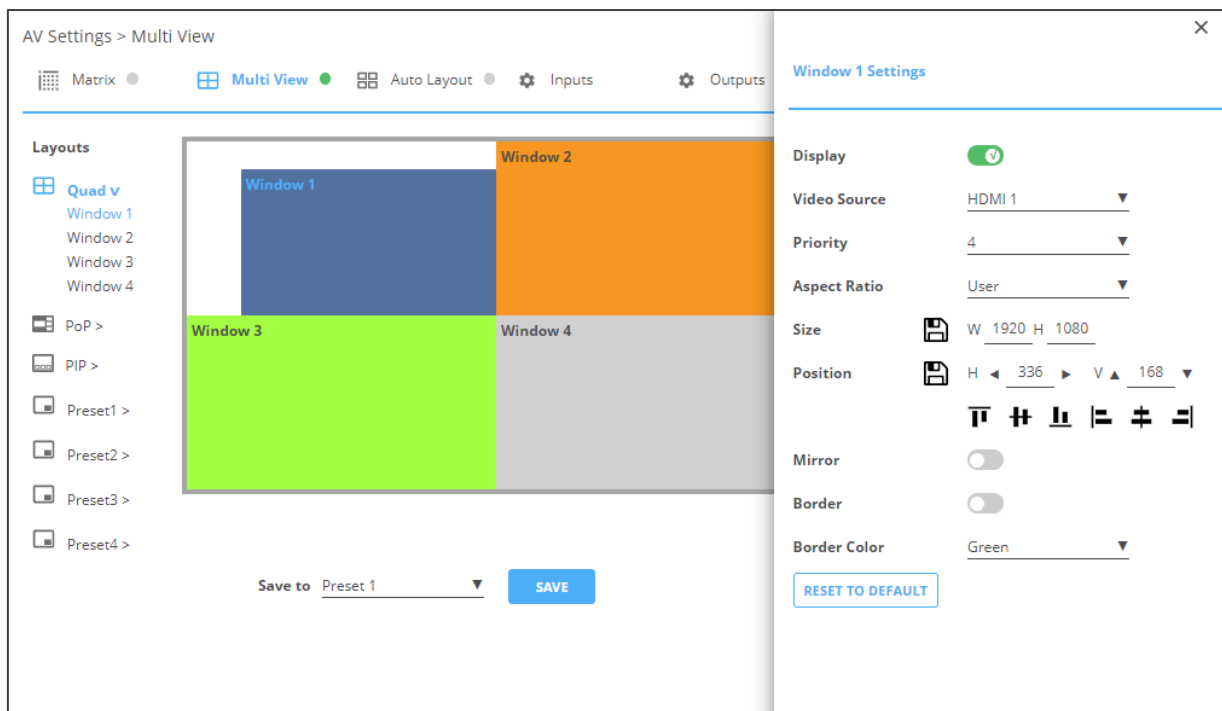 AV Settings > Multi View
Matrix Multi View Auto Layout Inputs Outputs
Layouts
Quad v
Window 1
Window 2
Window 3
Window 4
PoP >
PIP >
Preset1 >
Preset2 >
Preset3 >
Preset4 >
Window 1
Window 2
Window 3
Window 4
Save to Preset 1 SAVE
Window 1 Settings
Display
Video Source HDMI 1
Priority 4
Aspect Ratio User
Size W 1920 H 1080
Position H 336 V 168
Mirror
Border
Border Color Green
RESET TO DEFAULT